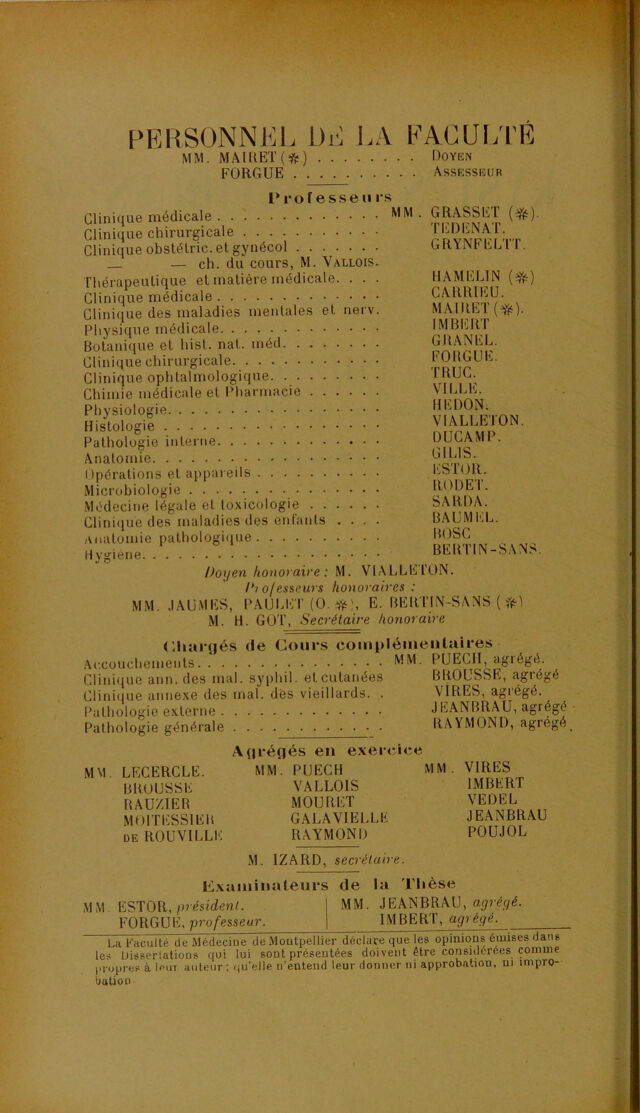 PERSONNEL DE LA FACULTÉ
MM. MAIRET (✻) . . . . . . . . Doyen
FORGUE . . . . . . . . . . Assesseur
Professeurs
Clinique médicale . . . . . . . . . . . . . MM. GRASSET (✻).
Clinique chirurgicale . . . . . . . . . . . TEDENAT.
Clinique obstétric. et gynécol . . . . . . . GRYNFELTT.
— — ch. du cours, M. Vallois.
Thérapeutique et matière médicale. . . . HAMELIN (✻)
Clinique médicale . . . . . . . . . . . . . CARRIEU.
Clinique des maladies mentales et nerv. MAIRET (✻).
Physique médicale. . . . . . . . . . . . . IMBERT
Botanique et hist. nat. méd. . . . . . . . GRANEL.
Clinique chirurgicale. . . . . . . . . . . . FORGUE.
Clinique ophtalmologique. . . . . . . . . TRUC.
Chimie médicale et Pharmacie . . . . . . VILLE.
Physiologie. . . . . . . . . . . . . . . . . HEDON.
Histologie . . . . . . . . . . . . . . . . . VIALLETON.
Pathologie interne. . . . . . . . . . . . . DUCAMP.
Anatomie. . . . . . . . . . . . . . . . . . GILIS.
Opérations et appareils . . . . . . . . . . ESTOR.
Microbiologie . . . . . . . . . . . . . . . RODET.
Médecine légale et toxicologie . . . . . . SARDA.
Clinique des maladies des enfants . . . . BAUMEL.
Anatomie pathologique . . . . . . . . . . BOSC
Hygiène. . . . . . . . . . . . . . . . . . BERTIN-SANS.
Doyen honoraire : M. VIALLETON.
Professeurs honoraires :
MM. JAUMES, PAULET (O. ✻), E. BERTIN-SANS (✻)
M. H. GOT, Secrétaire honoraire
Chargés de Cours complémentaires
Accouchements. . . . . . . . . . . . . . MM. PUECH, agrégé.
Clinique ann. des mal. syphil. et cutanées BROUSSE, agrégé
Clinique annexe des mal. des vieillards. . VIRES, agrégé.
Pathologie externe . . . . . . . . . . . . JEANBRAU, agrégé
Pathologie générale . . . . . . . . . . . RAYMOND, agrégé
Agrégés en exercice
MM. LECERCLE. MM. PUECH MM. VIRES
BROUSSE VALLOIS IMBERT
RAUZIER MOURET VEDEL
MOITESSIER GALAVIELLE JEANBRAU
DE ROUVILLE RAYMOND POUJOL
M. IZARD, secrétaire.
Examinateurs de la Thèse
MM. ESTOR, président. MM. JEANBRAU, agrégé.
FORGUE, professeur. IMBERT, agrégé.
La Faculté de Médecine de Montpellier déclare que les opinions émises dans
les Dissertations qui lui sont présentées doivent être considérées comme
propres à leur auteur ; qu'elle n'entend leur donner ni approbation, ni impro-
bation